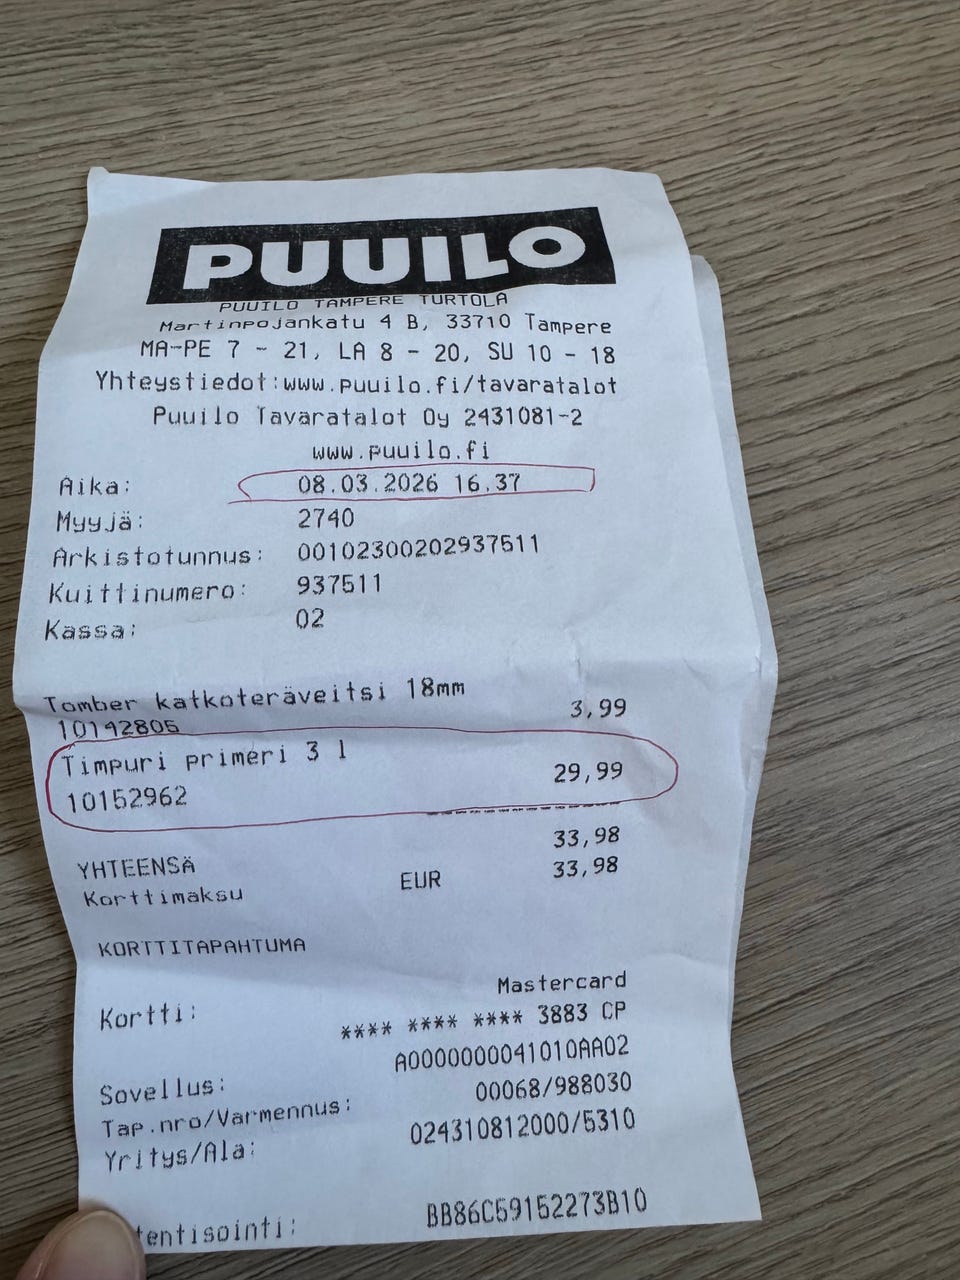 PUUILO
PUUILO TAMPERE TURTOLA
Martinpojankatu 4 B, 33710 Tampere
MA-PE 7 - 21, LA 8 - 20, SU 10 - 18
Yhteystiedot:www.puuilo.fi/tavaratalot
Puuilo Tavaratalot Oy 2431081-2
www.puuilo.fi
Aika: 08.03.2026 16.37
Myyjä: 2740
Arkistotunnus: 00102300202937511
Kuittinumero: 937511
Kassa: 02
Tomber katkoteräveitsi 18mm 3,99
10142805
Timpuri primeri 3 l 29,99
10152962
YHTEENSÄ 33,98
Korttimaksu EUR 33,98
KORTTITAPAHTUMA
Kortti: Mastercard
**** **** **** 3883 CP
Sovellus: A0000000041010AA02
Tap.nro/Varmennus: 00068/988030
Yritys/Ala: 024310812000/5310
tentisointi: BB86C59152273B10